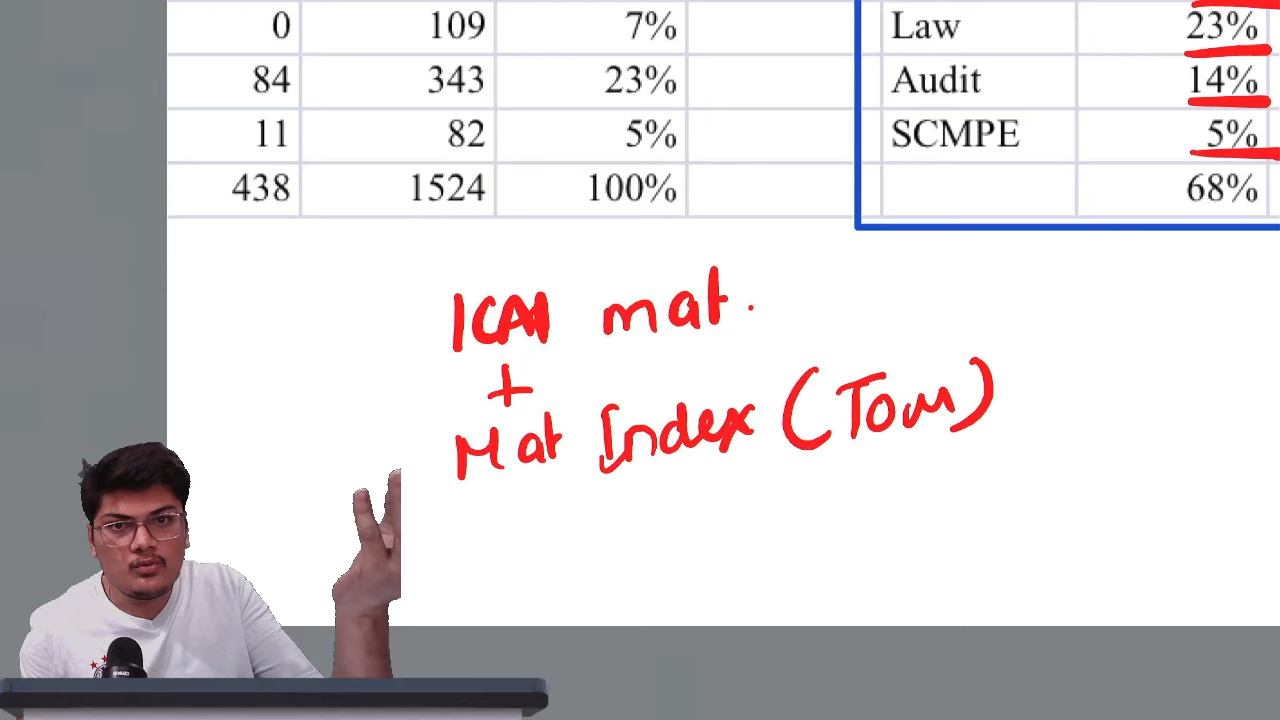 0 109 7% Law 23%
84 343 23% Audit 14%
11 82 5% SCMPE 5%
438 1524 100% 68%
ICAI mat.
+
Mat Index (Tom)